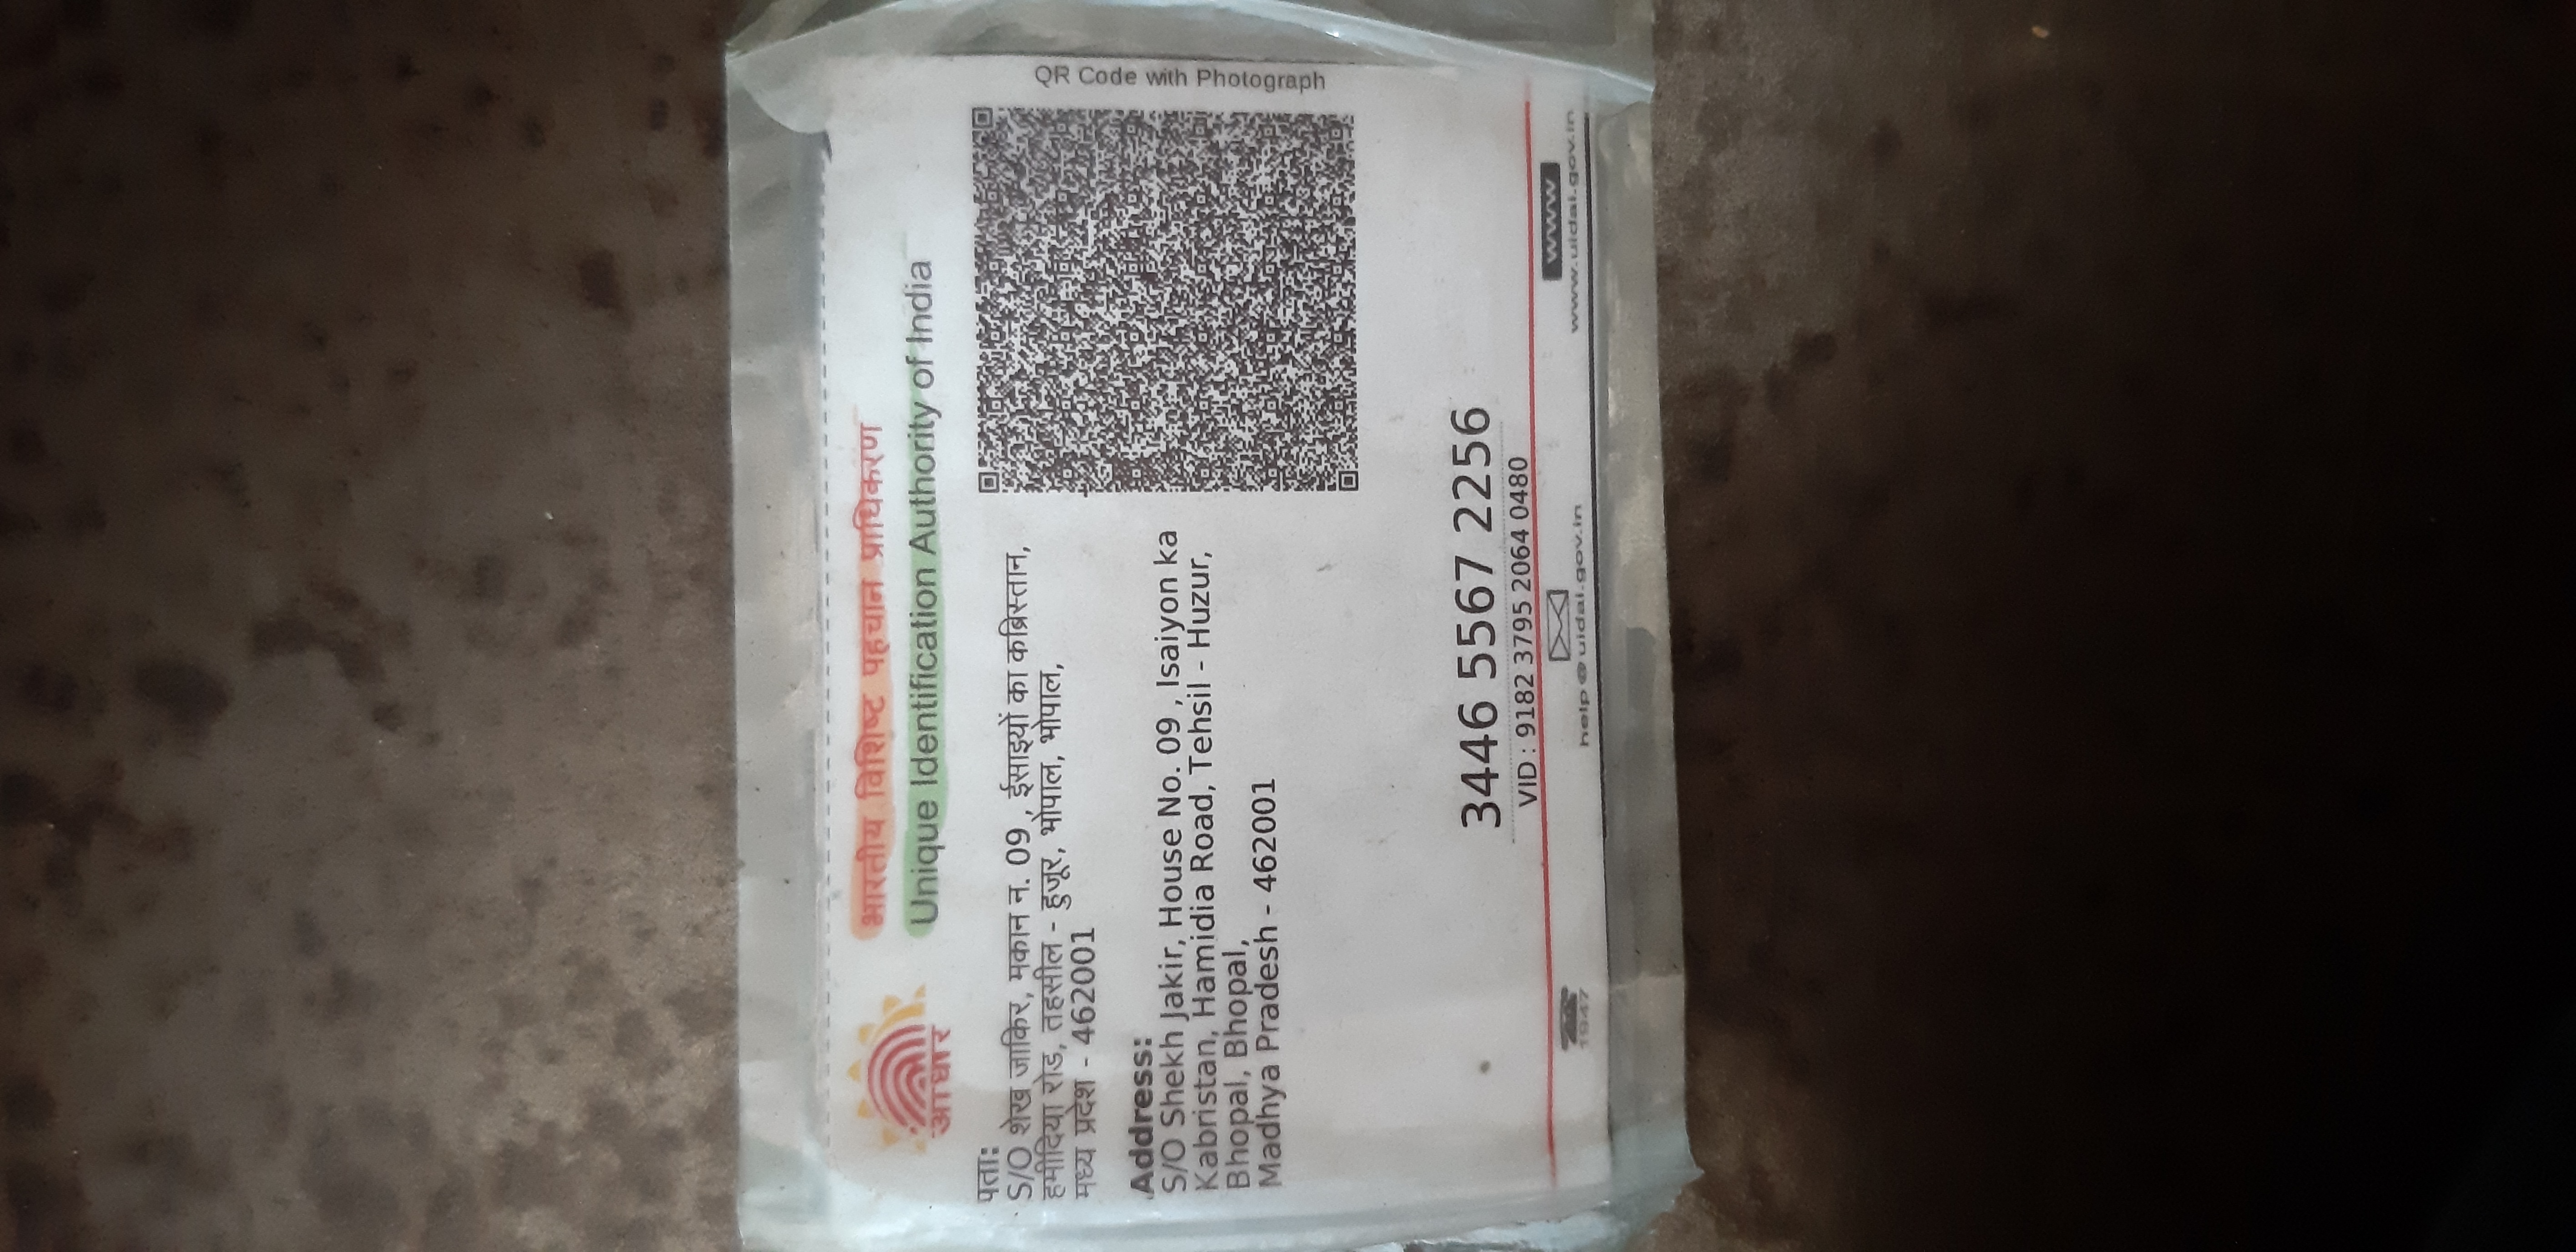 भारतीय विशिष्ट पहचान प्राधिकरण
Unique Identification Authority of India
आधार
पता:
S/O शेख जाकिर, मकान न. 09 , ईसाइयों का कब्रिस्तान,
हमीदिया रोड, तहसील - हुजूर, भोपाल, भोपाल,
मध्य प्रदेश - 462001
Address:
S/O Shekh Jakir, House No. 09 , Isaiyon ka
Kabristan, Hamidia Road, Tehsil - Huzur,
Bhopal, Bhopal,
Madhya Pradesh - 462001
QR Code with Photograph
3446 5567 2256
VID : 9182 3795 2064 0480
1947
help@uidai.gov.in
www
www.uidai.gov.in